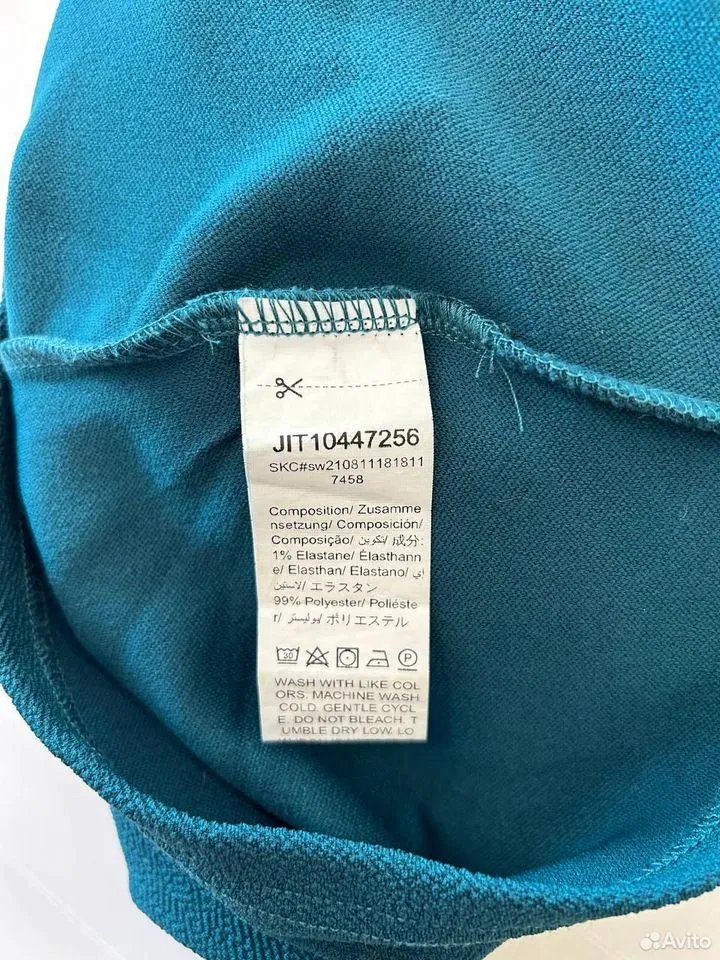 JIT10447256
SKC#sw210811181811
7458
Composition/ Zusamme
nsetzung/ Composición/
Composição/ تكوين/ 成分:
1% Elastane/ Élasthann
e/ Elasthan/ Elastano/ إي
لاستين/ エラスタン
99% Polyester/ Poliéste
r/ بوليستر/ ポリエステル
30 P
WASH WITH LIKE COL
ORS. MACHINE WASH
COLD. GENTLE CYCL
E. DO NOT BLEACH. T
UMBLE DRY LOW. LO
Avito